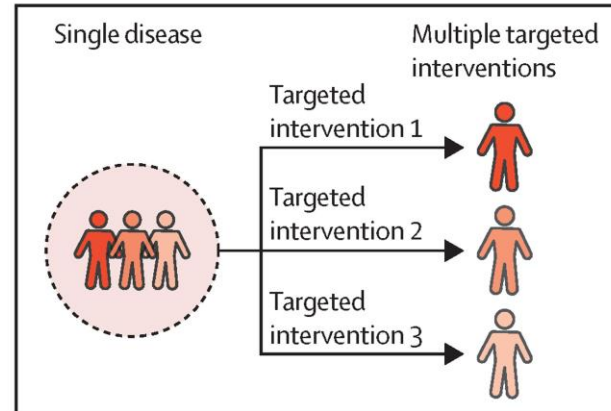 Single disease
Multiple targeted
interventions
Targeted
intervention 1
Targeted
intervention 2
Targeted
intervention 3